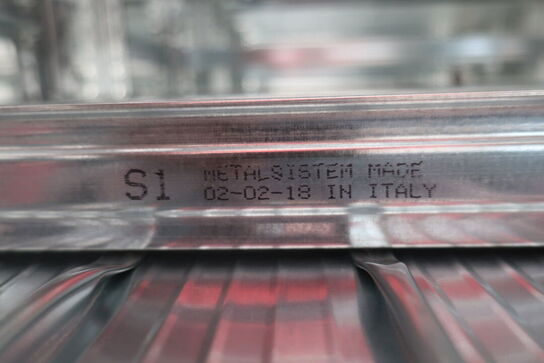 S1
METALSISTEM MADE
02-02-18 IN ITALY